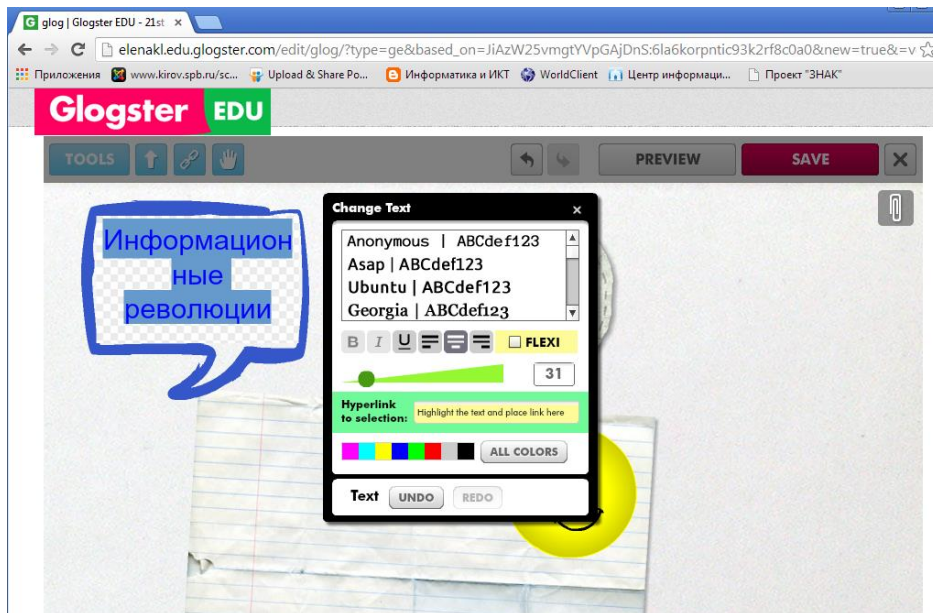 glog | Glogster EDU - 21st
elenakl.edu.glogster.com/edit/glog/?type=ge&based_on=JiAzW25vmgtYVpGAjDnS:6la6korpntic93k2rf8c0a0&new=true&=v
Приложения www.kirov.spb.ru/sc... Upload & Share Po... Информатика и ИКТ WorldClient Центр информаци... Проект "ЗНАК"
Glogster EDU
TOOLS PREVIEW SAVE
Информацион
ные
революции
Change Text
Anonymous | ABCdef123
Asap | ABCdef123
Ubuntu | ABCdef123
Georgia | ABCdef123
B I U FLEXI
31
Hyperlink
to selection: Highlight the text and place link here
ALL COLORS
Text UNDO REDO